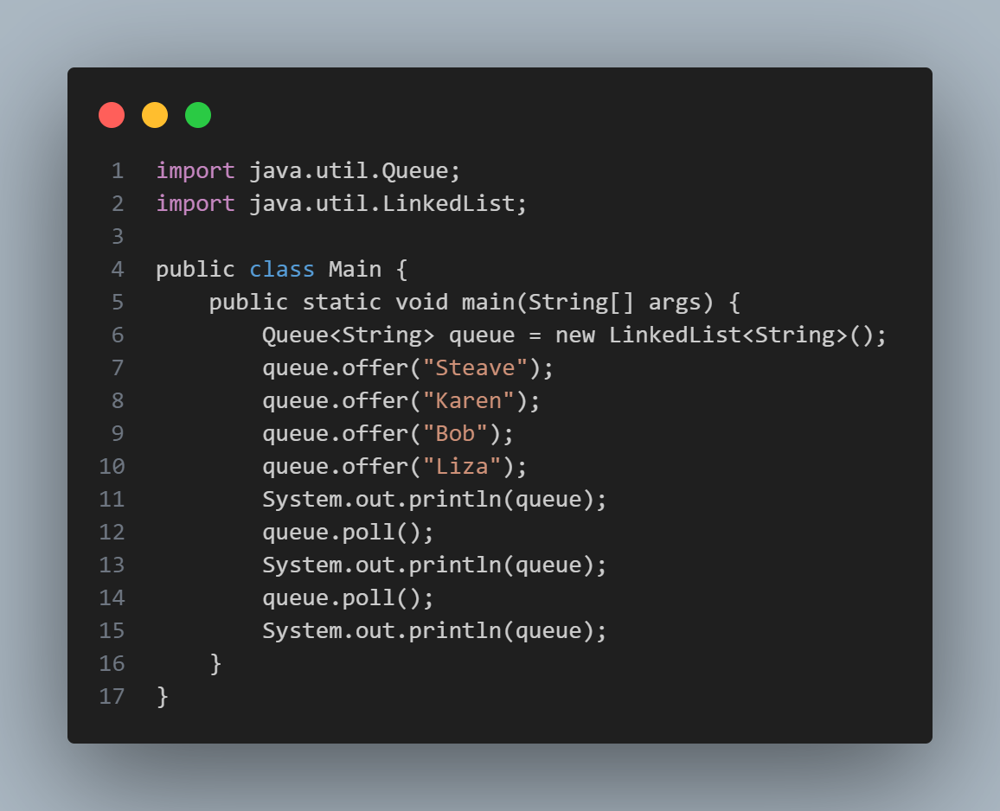 1 import java.util.Queue;
2 import java.util.LinkedList;
3
4 public class Main {
5     public static void main(String[] args) {
6         Queue<String> queue = new LinkedList<String>();
7         queue.offer("Steave");
8         queue.offer("Karen");
9         queue.offer("Bob");
10         queue.offer("Liza");
11         System.out.println(queue);
12         queue.poll();
13         System.out.println(queue);
14         queue.poll();
15         System.out.println(queue);
16     }
17 }